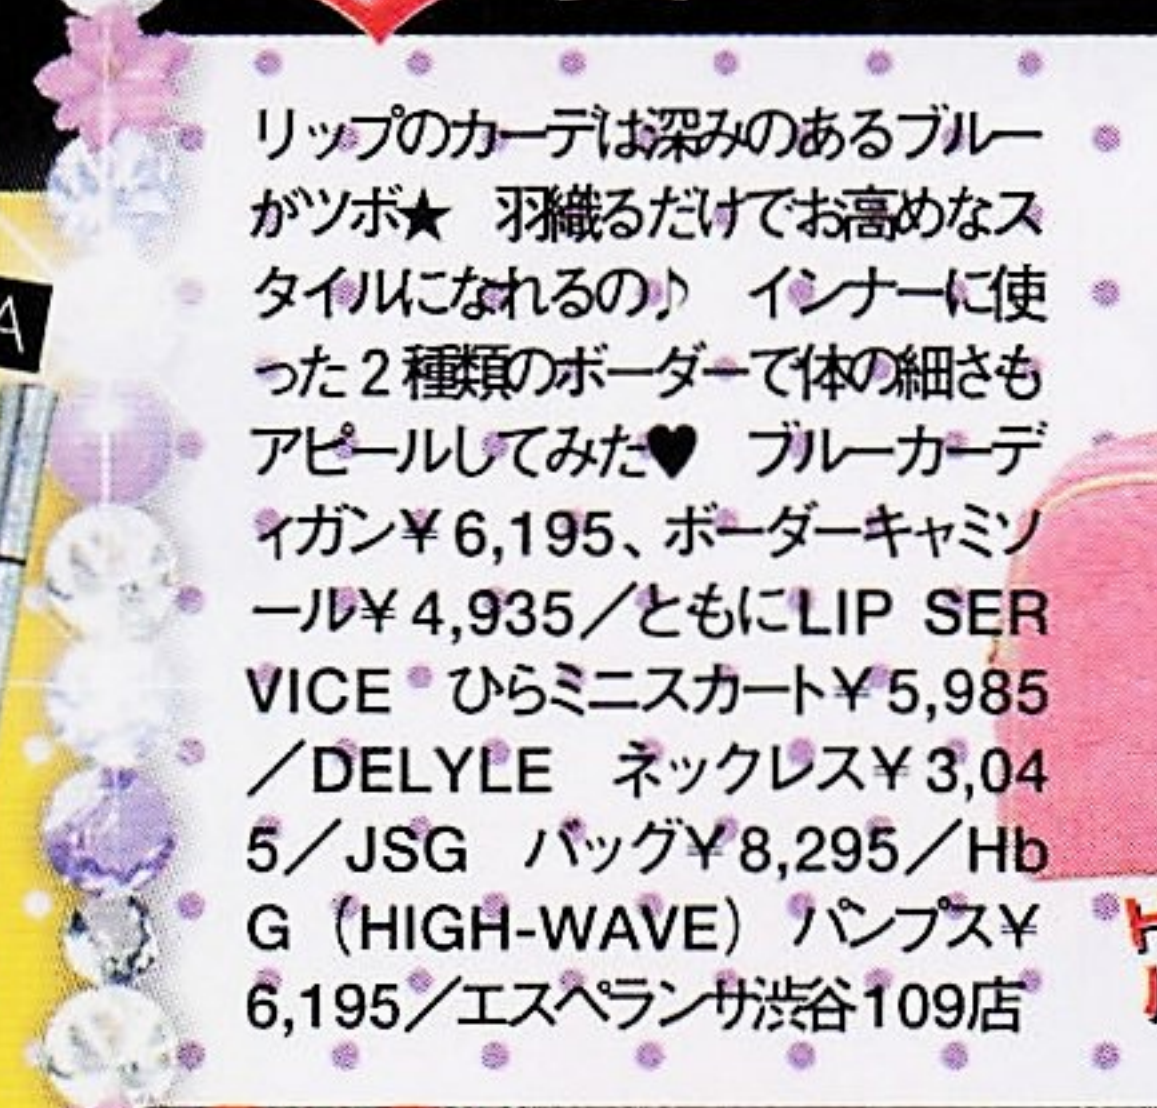 リップのカーデは深みのあるブルー
がツボ★　羽織るだけでお高めなス
タイルになれるの♪　インナーに使
った2種類のボーダーで体の細さも
アピールしてみた♥　ブルーカーデ
ィガン¥6,195、ボーダーキャミソ
ール¥4,935／ともにLIP SER
VICE　ひらミニスカート¥5,985
／DELYLE　ネックレス¥3,04
5／JSG　バッグ¥8,295／Hb
G（HIGH-WAVE）パンプス¥
6,195／エスペランサ渋谷109店
A